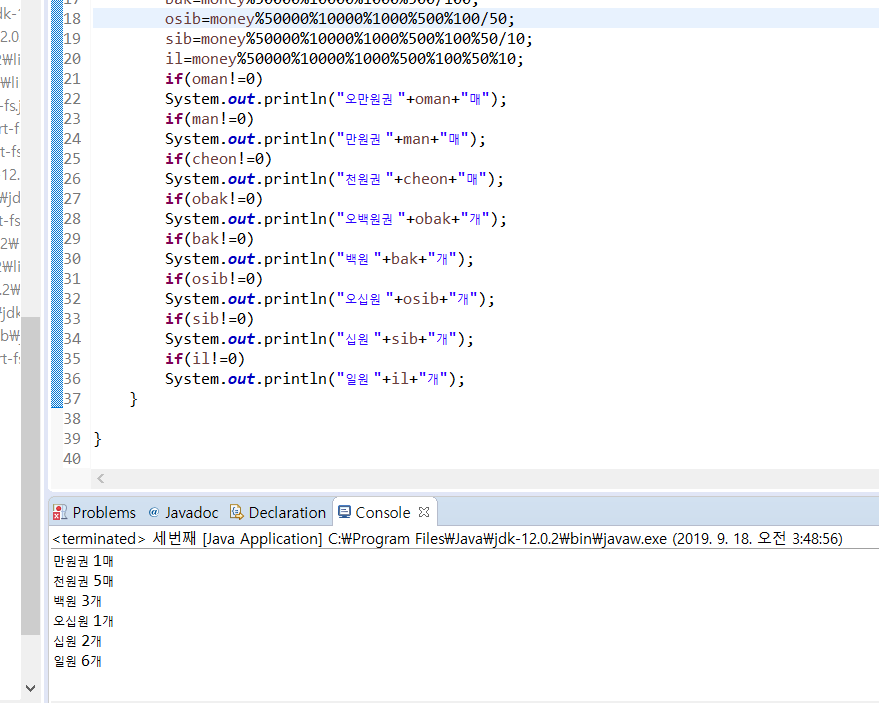 dk-
2.0
₩li
₩li
-fs.j
rt-f
t-fs
12.
₩jd
t-fs
2₩
₩li
.2₩
₩jdk
b₩
rt-fs
17 bak=money%50000%10000%1000%500/100;
18 osib=money%50000%10000%1000%500%100/50;
19 sib=money%50000%10000%1000%500%100%50/10;
20 il=money%50000%10000%1000%500%100%50%10;
21 if(oman!=0)
22 System.out.println("오만원권 "+oman+"매");
23 if(man!=0)
24 System.out.println("만원권 "+man+"매");
25 if(cheon!=0)
26 System.out.println("천원권 "+cheon+"매");
27 if(obak!=0)
28 System.out.println("오백원권 "+obak+"개");
29 if(bak!=0)
30 System.out.println("백원 "+bak+"개");
31 if(osib!=0)
32 System.out.println("오십원 "+osib+"개");
33 if(sib!=0)
34 System.out.println("십원 "+sib+"개");
35 if(il!=0)
36 System.out.println("일원 "+il+"개");
37 }
38
39 }
40
Problems @ Javadoc Declaration Console
<terminated> 세번째 [Java Application] C:₩Program Files₩Java₩jdk-12.0.2₩bin₩javaw.exe (2019. 9. 18. 오전 3:48:56)
만원권 1매
천원권 5매
백원 3개
오십원 1개
십원 2개
일원 6개